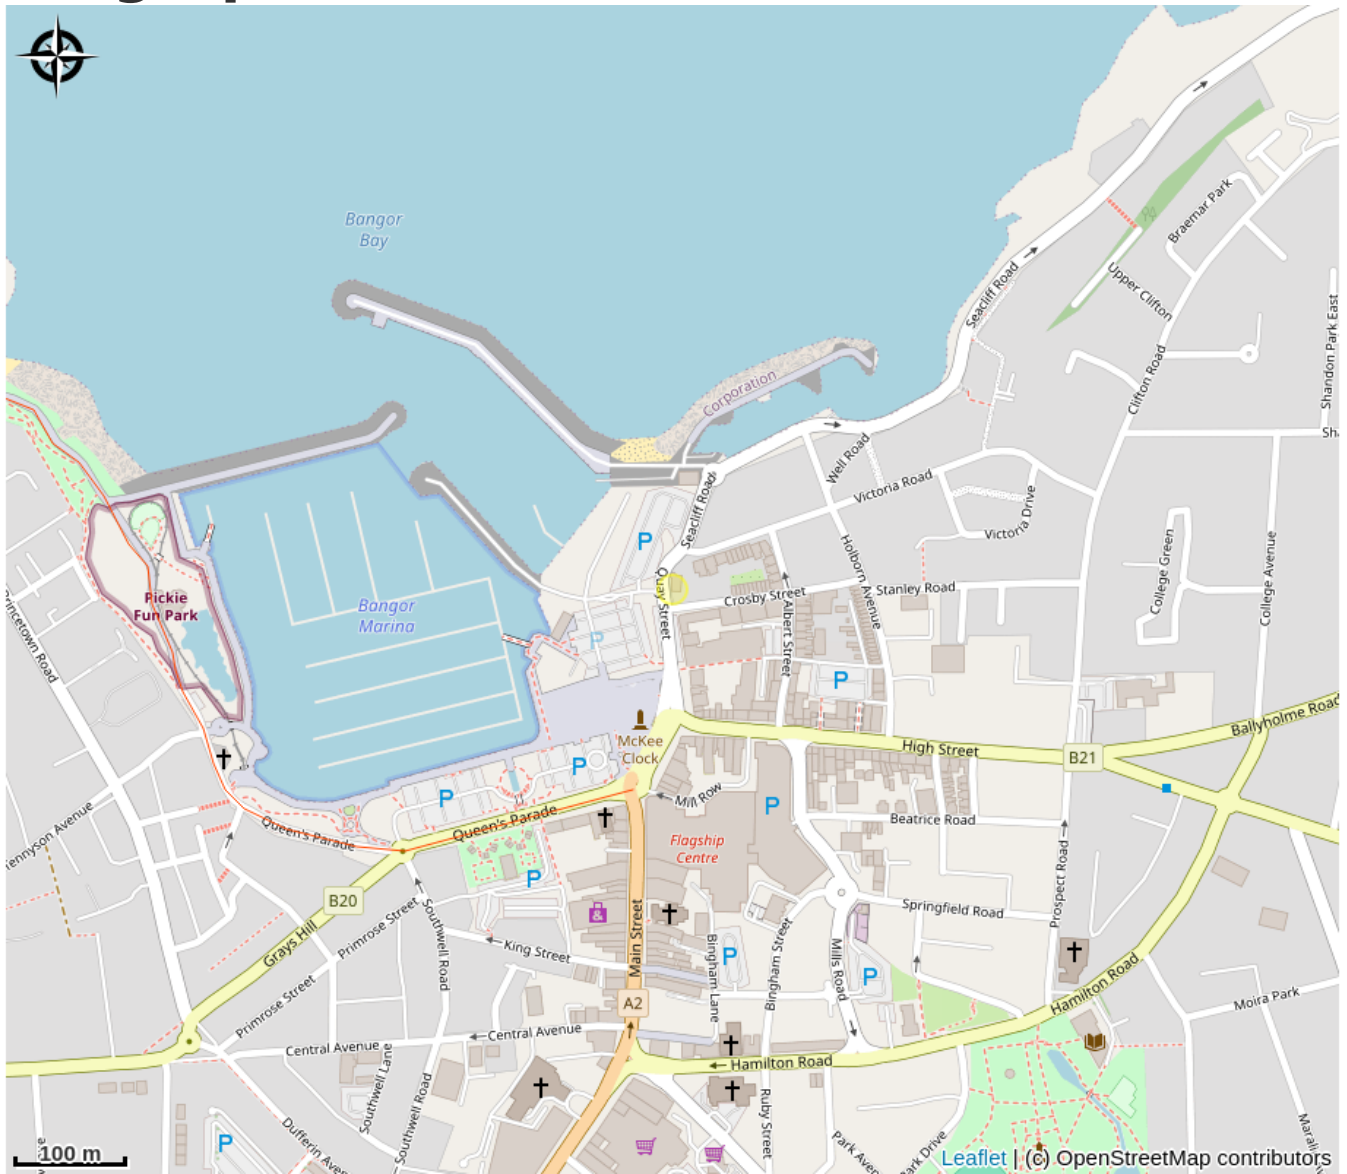 Bangor
Bay
Seacliff Road
Braemar Park
Upper Clifton
Clifton Road
Shandon Park East
Sha
Corporation
Well Road
Victoria Road
Victoria Drive
Seacliff Road
P
Holborn Avenue
College Green
College Avenue
Quay Street
Crosby Street
Stanley Road
Albert Street
Pickie
Fun Park
Princetown Road
Bangor
Marina
P
P
McKee
Clock
High Street
B21
Ballyholme Road
P
P
Queen's Parade
Queen's Parade
Mill Row
P
Beatrice Road
Flagship
Centre
Tennyson Avenue
P
B20
Grays Hill
Primrose Street
Southwell Road
King Street
Main Street
Springfield Road
Prospect Road
Bingham Street
Bingham Lane
Mills Road
P
P
Primrose Street
A2
Hamilton Road
Moira Park
Central Avenue
Central Avenue
Hamilton Road
Southwell Lane
Southwell Road
Ruby Street
P
Dufferin Aven
Park Aven
Park Drive
100 m
Leaflet | (c) OpenStreetMap contributors